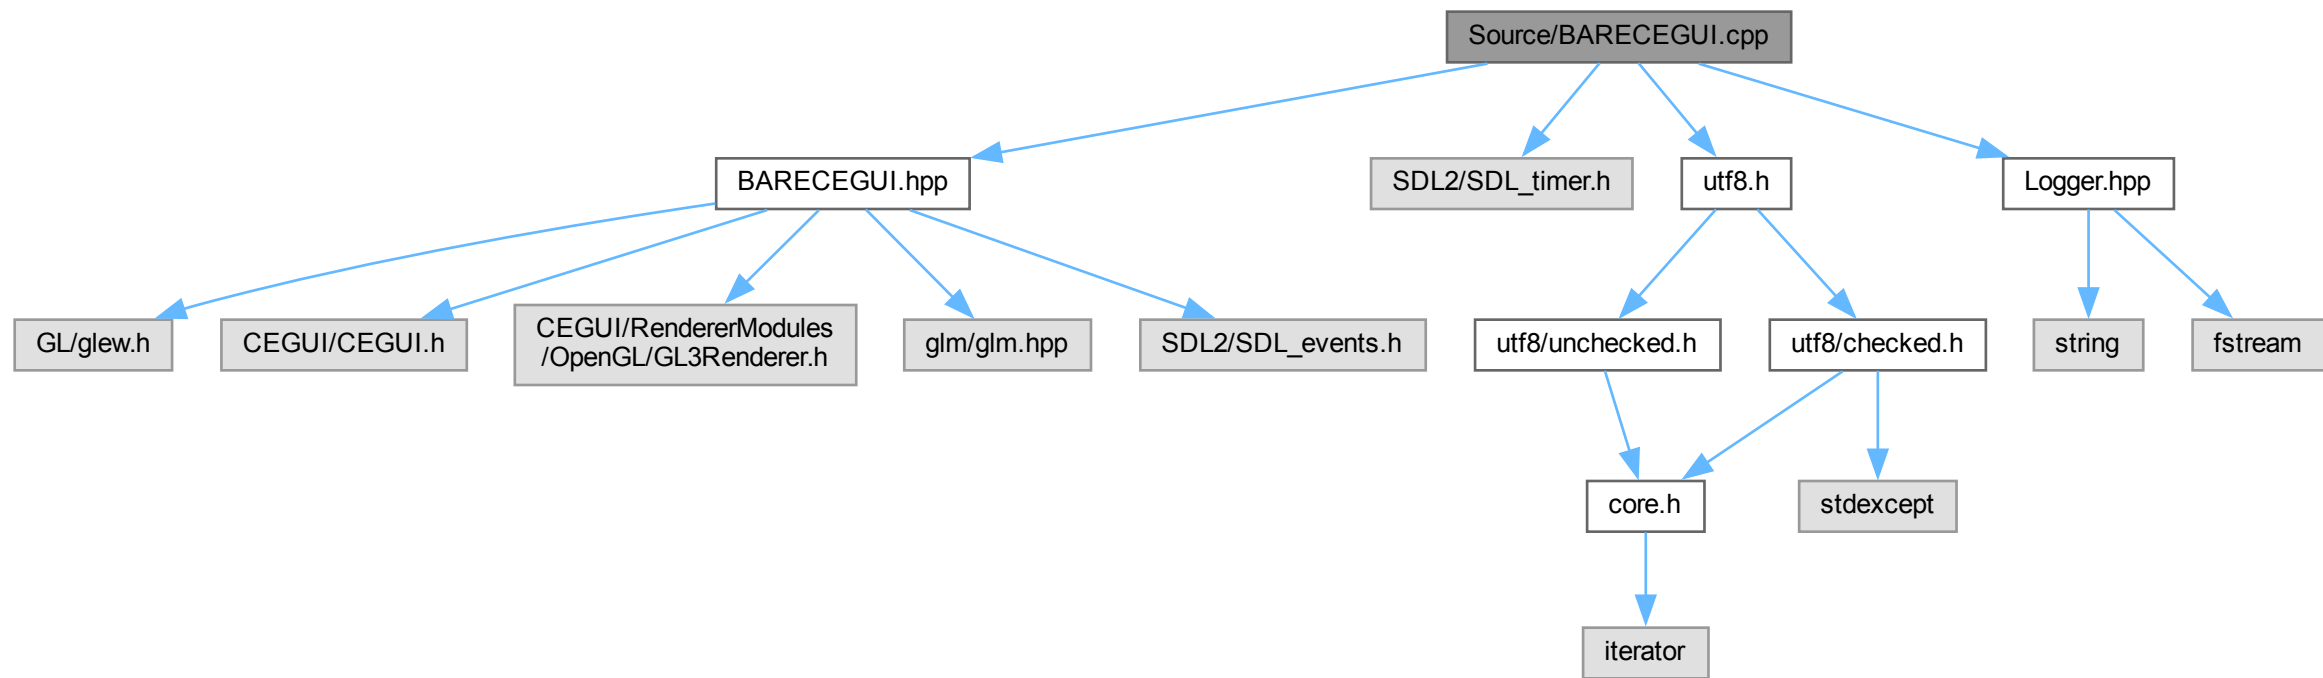 Source/BARECEGUI.cpp
BARECEGUI.hpp
SDL2/SDL_timer.h
utf8.h
Logger.hpp
GL/glew.h
CEGUI/CEGUI.h
CEGUI/RendererModules
/OpenGL/GL3Renderer.h
glm/glm.hpp
SDL2/SDL_events.h
utf8/unchecked.h
utf8/checked.h
string
fstream
core.h
stdexcept
iterator